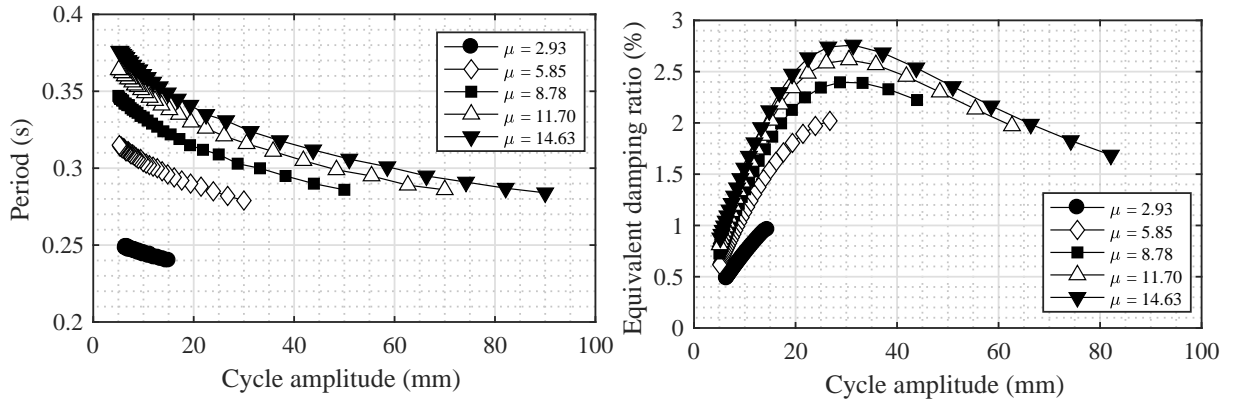 0.4
0.35
0.3
0.25
0.2
0
20
40
60
80
100
Period (s)
Cycle amplitude (mm)
μ = 2.93
μ = 5.85
μ = 8.78
μ = 11.70
μ = 14.63
3
2.5
2
1.5
1
0.5
0
0
20
40
60
80
100
Equivalent damping ratio (%)
Cycle amplitude (mm)
μ = 2.93
μ = 5.85
μ = 8.78
μ = 11.70
μ = 14.63